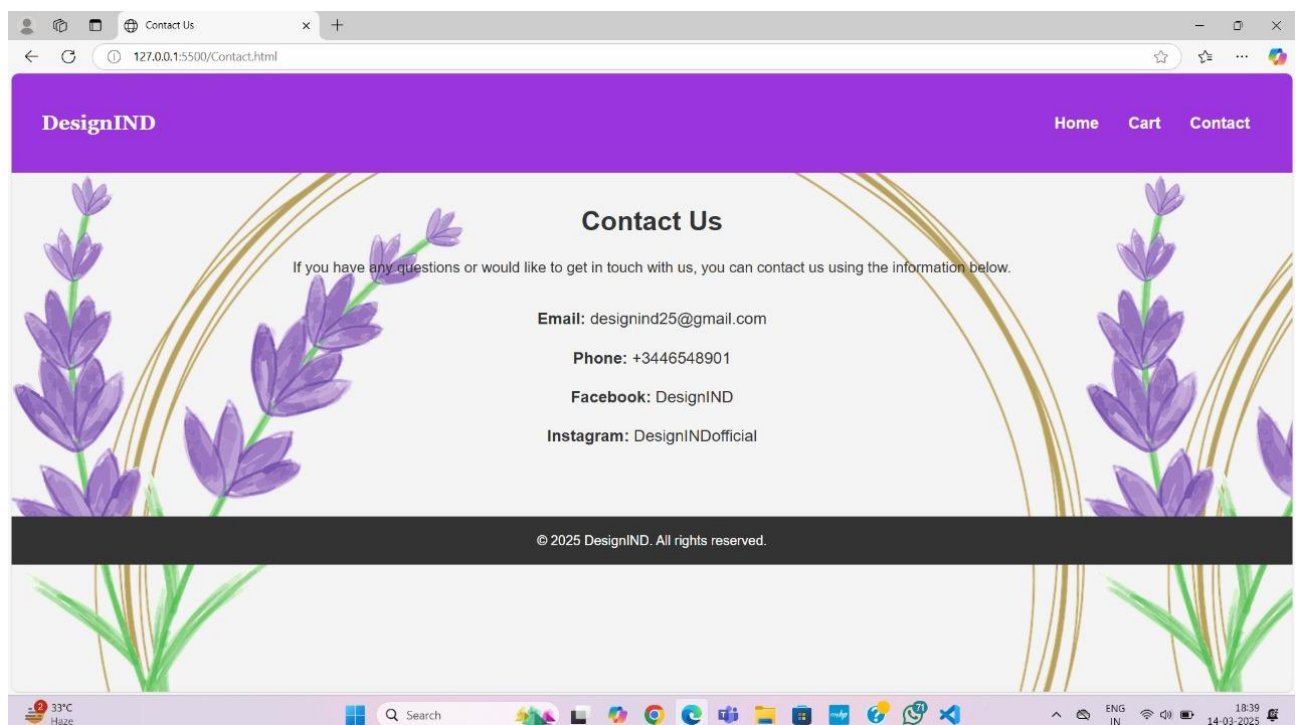 Contact Us
127.0.0.1:5500/Contact.html
DesignIND
Home Cart Contact
Contact Us
If you have any questions or would like to get in touch with us, you can contact us using the information below.
Email: designind25@gmail.com
Phone: +3446548901
Facebook: DesignIND
Instagram: DesignINDofficial
© 2025 DesignIND. All rights reserved.
2
33°C
Haze
Search
71
ENG
IN
18:39
14-03-2025